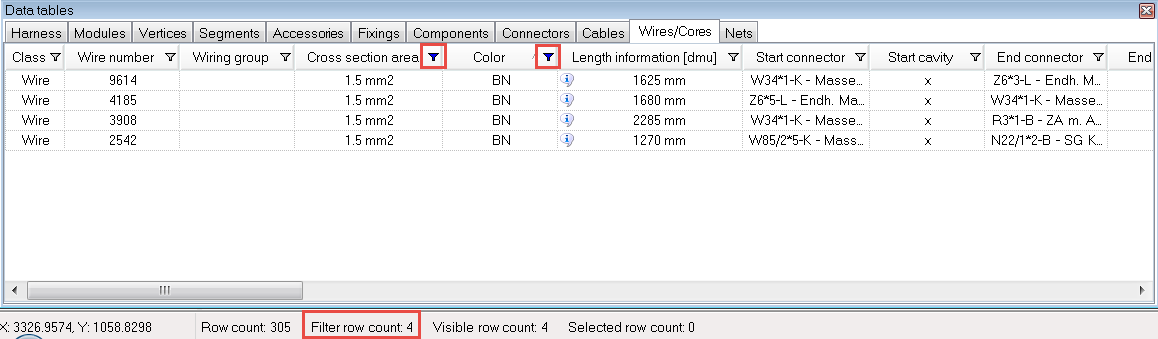 Data tables
Harness Modules Vertices Segments Accessories Fixings Components Connectors Cables Wires/Cores Nets
Class Wire number Wiring group Cross section area Color Length information [dmu] Start connector Start cavity End connector End
Wire 9614 1.5 mm2 BN 1625 mm W34*1-K - Masse... x Z6*3-L - Endh. M...
Wire 4185 1.5 mm2 BN 1680 mm Z6*5-L - Endh. Ma... x W34*1-K - Masse...
Wire 3908 1.5 mm2 BN 2285 mm W34*1-K - Masse... x R3*1-B - ZA m. A...
Wire 2542 1.5 mm2 BN 1270 mm W85/2*5-K - Mass... x N22/1*2-B - SG K...
X: 3326.9574, Y: 1058.8298 Row count: 305 Filter row count: 4 Visible row count: 4 Selected row count: 0